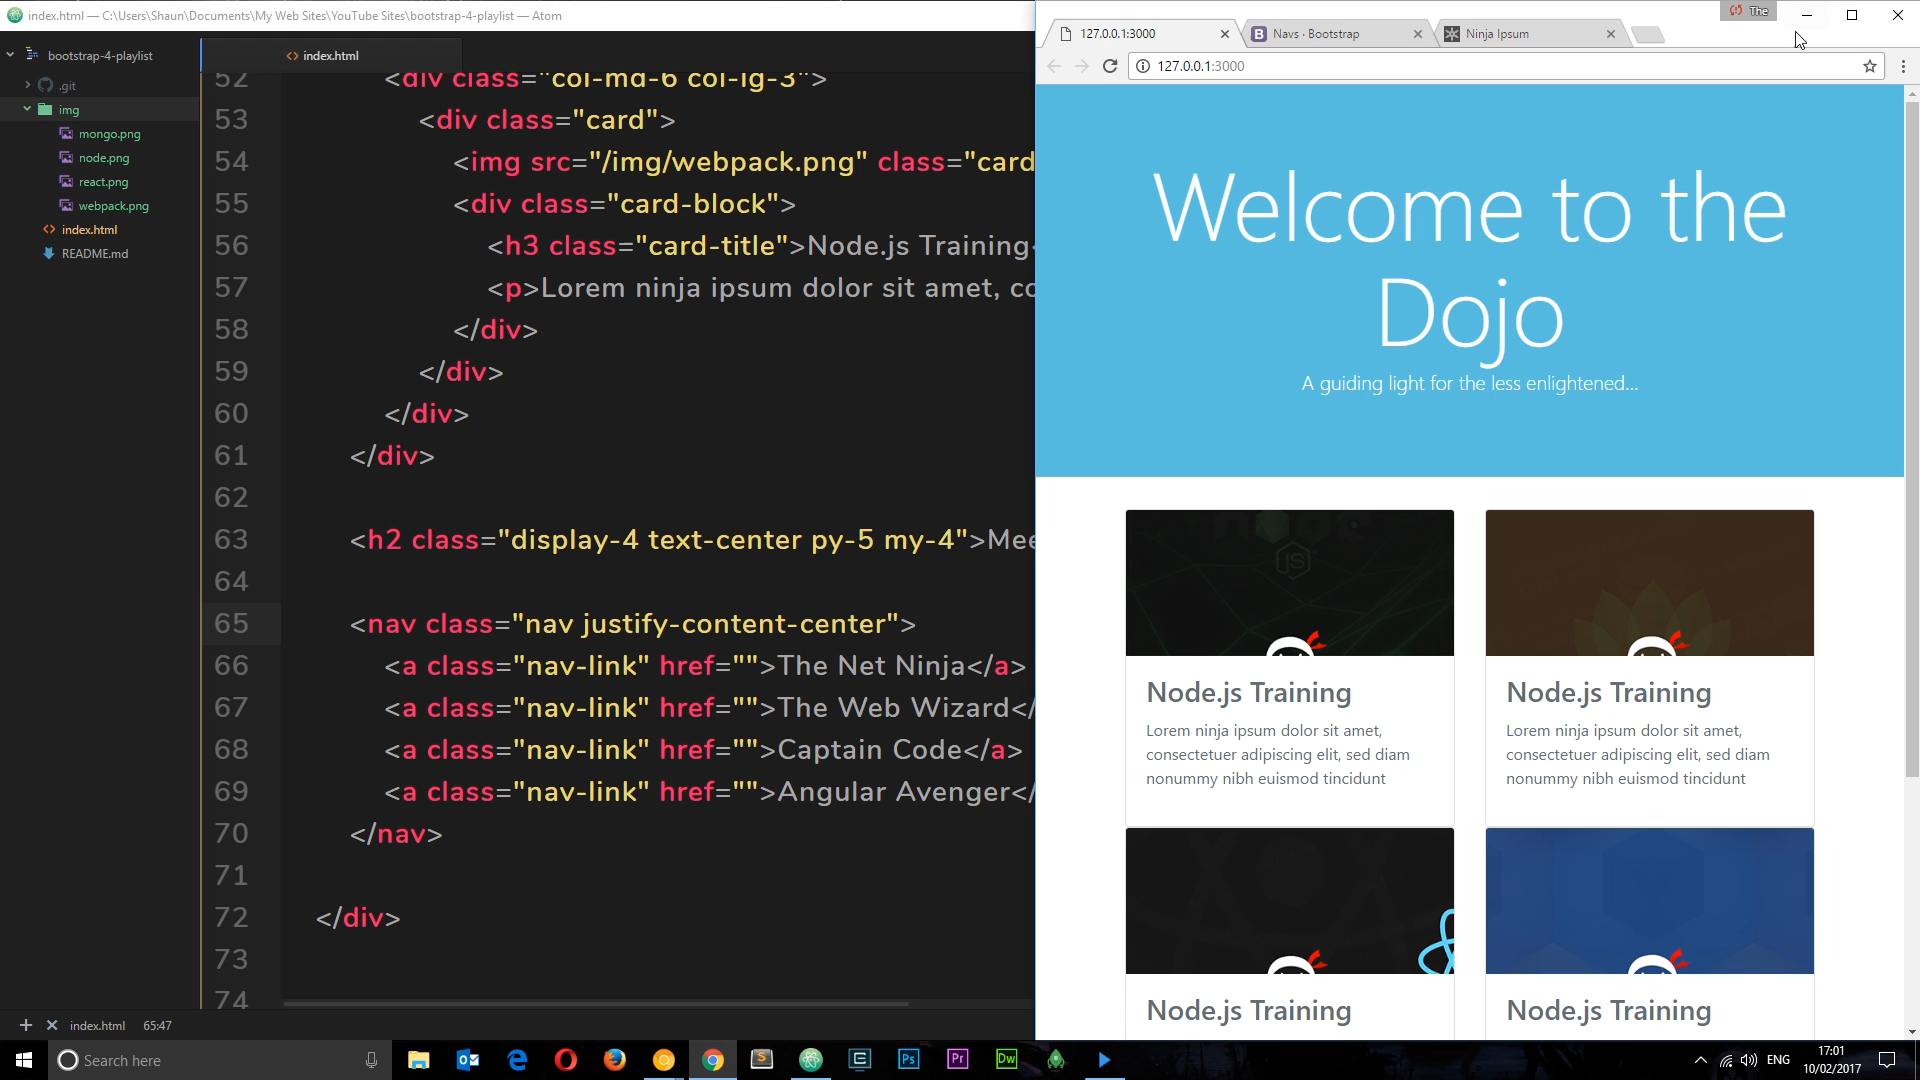 index.html — C:\Users\Shaun\Documents\My Web Sites\YouTube Sites\bootstrap-4-playlist — Atom
bootstrap-4-playlist
.git
img
mongo.png
node.png
react.png
webpack.png
index.html
README.md
index.html
52 <div class="col-md-6 col-lg-3">
53 <div class="card">
54 <img src="/img/webpack.png" class="card
55 <div class="card-block">
56 <h3 class="card-title">Node.js Training<
57 <p>Lorem ninja ipsum dolor sit amet, co
58 </div>
59 </div>
60 </div>
61 </div>
62
63 <h2 class="display-4 text-center py-5 my-4">Mee
64
65 <nav class="nav justify-content-center">
66 <a class="nav-link" href="">The Net Ninja</a>
67 <a class="nav-link" href="">The Web Wizard</
68 <a class="nav-link" href="">Captain Code</a>
69 <a class="nav-link" href="">Angular Avenger</
70 </nav>
71
72 </div>
73
74
index.html 65:47
The
127.0.0.1:3000
Navs · Bootstrap
Ninja Ipsum
127.0.0.1:3000
Welcome to the
Dojo
A guiding light for the less enlightened...
Node.js Training
Lorem ninja ipsum dolor sit amet,
consectetuer adipiscing elit, sed diam
nonummy nibh euismod tincidunt
Node.js Training
Lorem ninja ipsum dolor sit amet,
consectetuer adipiscing elit, sed diam
nonummy nibh euismod tincidunt
Node.js Training
Node.js Training
Search here
Ps
Pr
Dw
ENG
17:01
10/02/2017